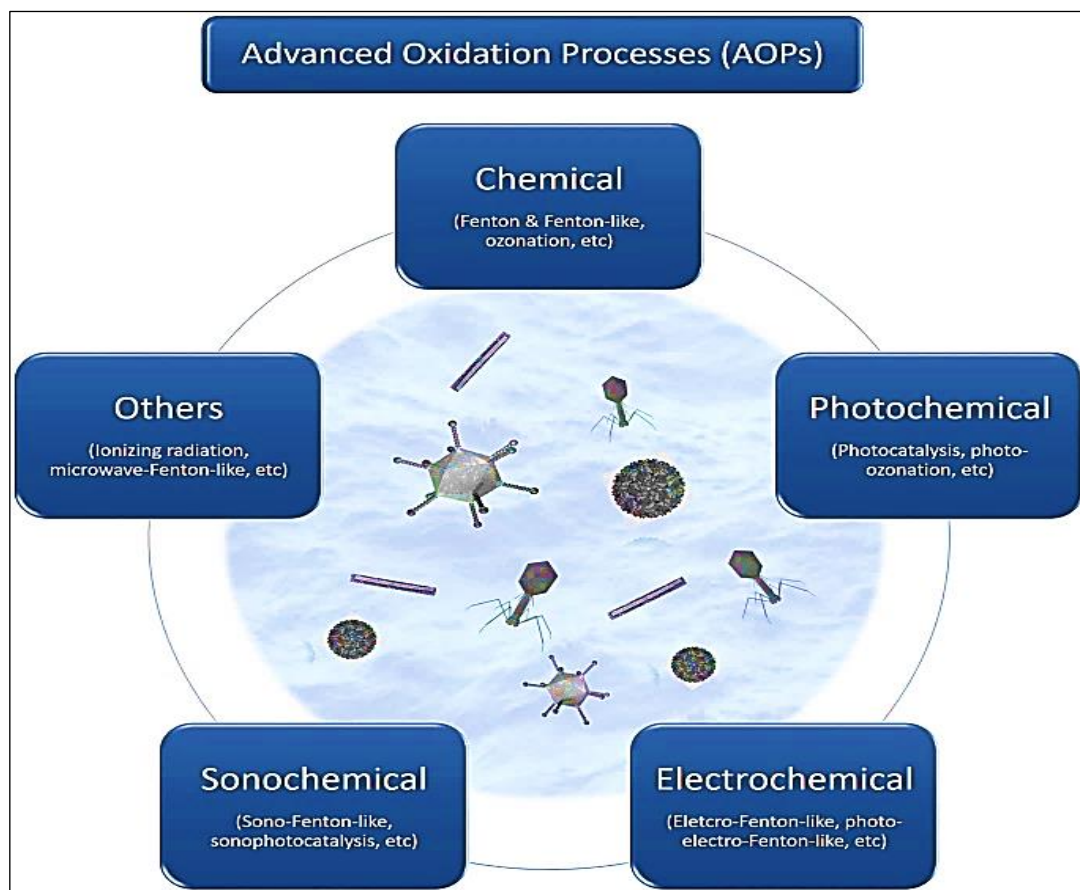 Advanced Oxidation Processes (AOPs)
Chemical
(Fenton & Fenton-like,
ozonation, etc)
Others
(Ionizing radiation,
microwave-Fenton-like, etc)
Photochemical
(Photocatalysis, photo-
ozonation, etc)
Sonochemical
(Sono-Fenton-like,
sonophotocatalysis, etc)
Electrochemical
(Eletcro-Fenton-like, photo-
electro-Fenton-like, etc)